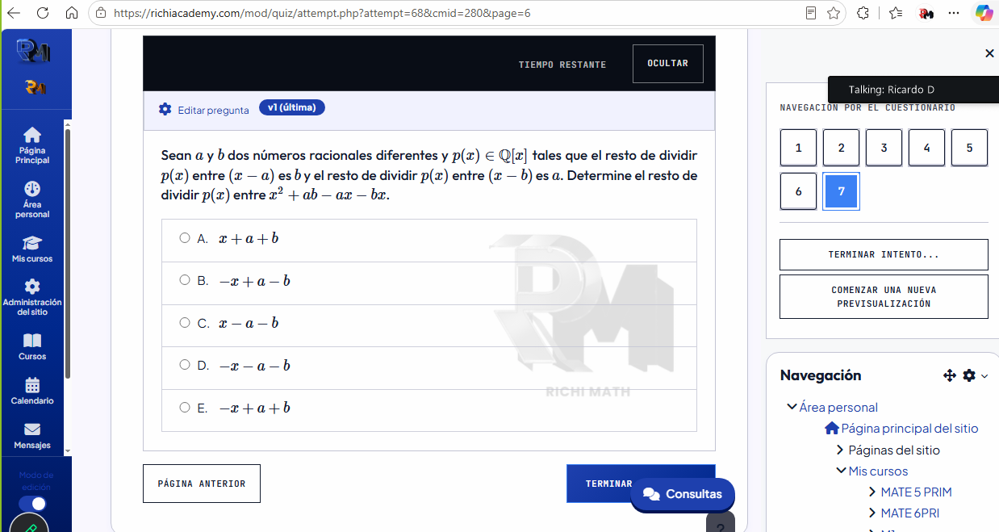 https://richiacademy.com/mod/quiz/attempt.php?attempt=68&cmid=280&page=6
RM
RM
Página
Principal
Área
personal
Mis cursos
Administración
del sitio
Cursos
Calendario
Mensajes
Modo de
edición
TIEMPO RESTANTE
OCULTAR
Editar pregunta
v1 (última)
Sean a y b dos números racionales diferentes y p(x) ∈ ℚ[x] tales que el resto de dividir
p(x) entre (x − a) es b y el resto de dividir p(x) entre (x − b) es a. Determine el resto de
dividir p(x) entre x² + ab − ax − bx.
A. x + a + b
B. −x + a − b
C. x − a − b
D. −x − a − b
E. −x + a + b
RM
RICHI MATH
PÁGINA ANTERIOR
TERMINAR
Consultas
?
Talking: Ricardo D
NAVEGACIÓN POR EL CUESTIONARIO
1 2 3 4 5
6 7
TERMINAR INTENTO...
COMENZAR UNA NUEVA
PREVISUALIZACIÓN
Navegación
Área personal
Página principal del sitio
Páginas del sitio
Mis cursos
MATE 5 PRIM
MATE 6PRI